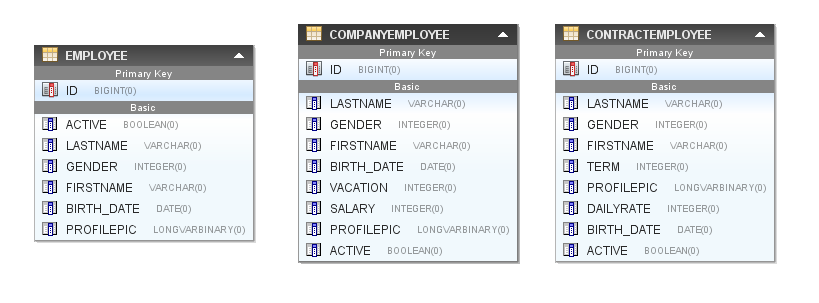 EMPLOYEE
Primary Key
ID BIGINT(0)
Basic
ACTIVE BOOLEAN(0)
LASTNAME VARCHAR(0)
GENDER INTEGER(0)
FIRSTNAME VARCHAR(0)
BIRTH_DATE DATE(0)
PROFILEPIC LONGVARBINARY(0)
COMPANYEMPLOYEE
Primary Key
ID BIGINT(0)
Basic
LASTNAME VARCHAR(0)
GENDER INTEGER(0)
FIRSTNAME VARCHAR(0)
BIRTH_DATE DATE(0)
VACATION INTEGER(0)
SALARY INTEGER(0)
PROFILEPIC LONGVARBINARY(0)
ACTIVE BOOLEAN(0)
CONTRACTEMPLOYEE
Primary Key
ID BIGINT(0)
Basic
LASTNAME VARCHAR(0)
GENDER INTEGER(0)
FIRSTNAME VARCHAR(0)
TERM INTEGER(0)
PROFILEPIC LONGVARBINARY(0)
DAILYRATE INTEGER(0)
BIRTH_DATE DATE(0)
ACTIVE BOOLEAN(0)